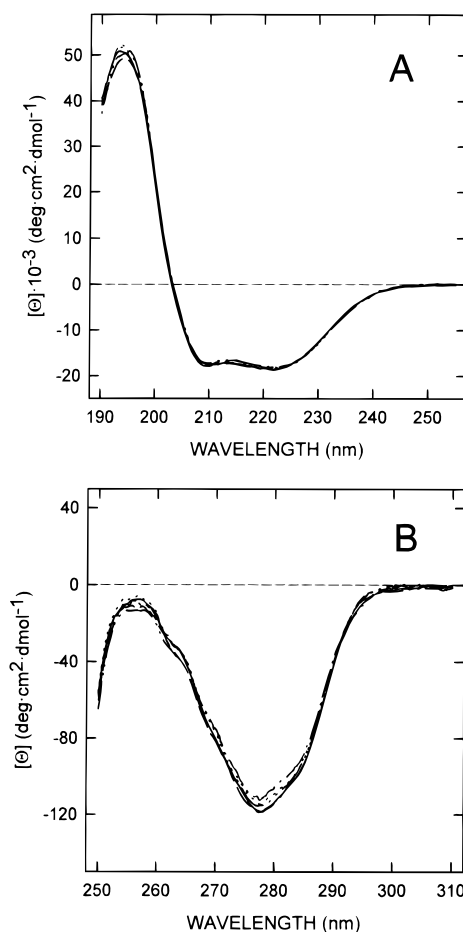 A
[Θ]·10⁻³ (deg·cm²·dmol⁻¹)
50
40
30
20
10
0
-10
-20
190 200 210 220 230 240 250
WAVELENGTH (nm)
B
[Θ] (deg·cm²·dmol⁻¹)
40
0
-40
-80
-120
250 260 270 280 290 300 310
WAVELENGTH (nm)